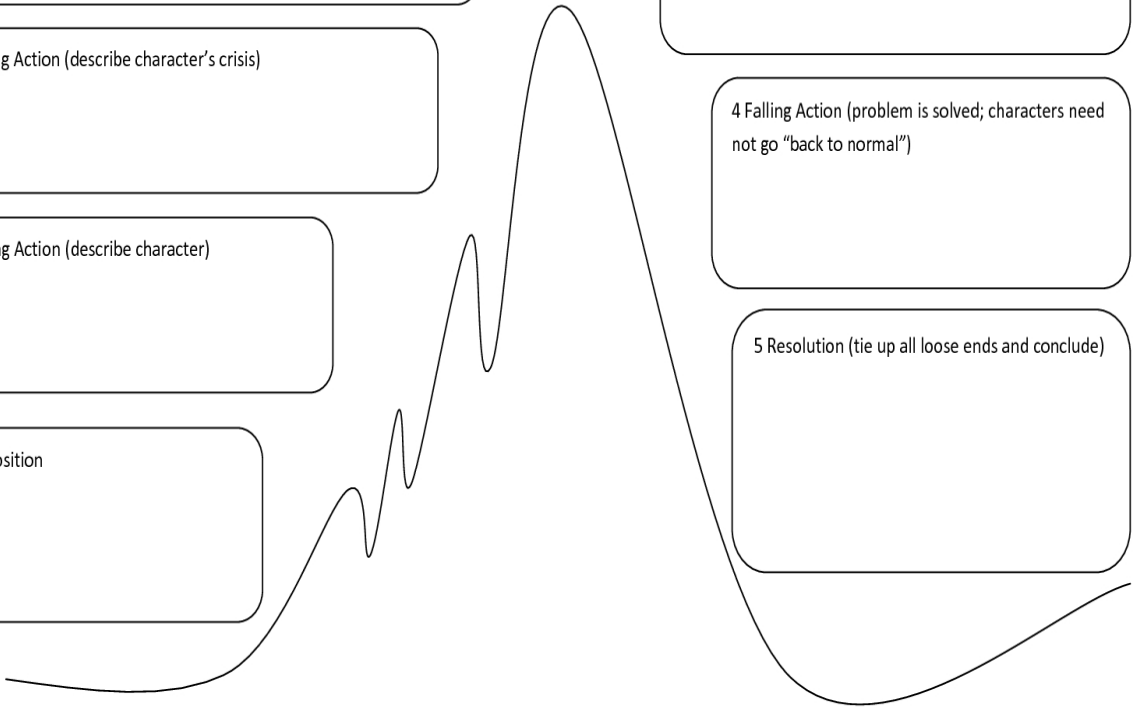 g Action (describe character's crisis)
g Action (describe character)
sition
4 Falling Action (problem is solved; characters need
not go “back to normal”)
5 Resolution (tie up all loose ends and conclude)